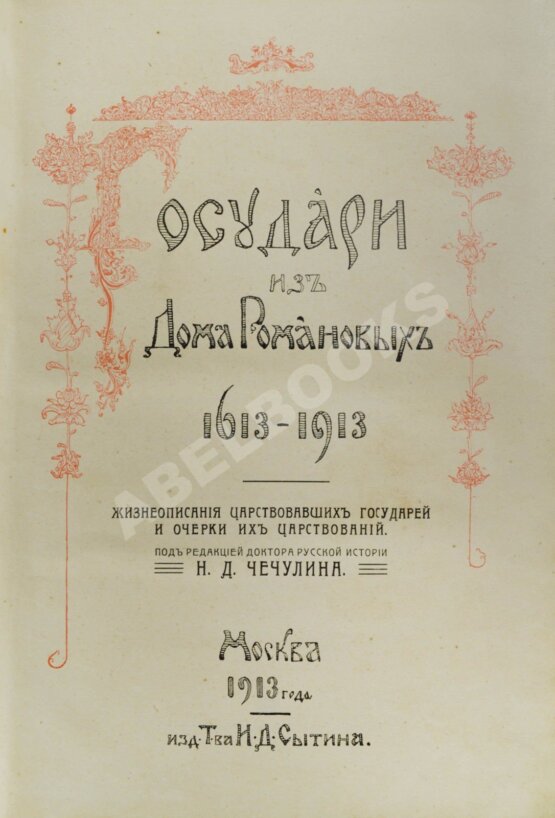 Государи
изъ
Дома Романовыхъ
1613-1913
ЖИЗНЕОПИСАНІЯ ЦАРСТВОВАВШИХЪ ГОСУДАРЕЙ
И ОЧЕРКИ ИХЪ ЦАРСТВОВАНІЙ.
ПОДЪ РЕДАКЦІЕЙ ДОКТОРА РУССКОЙ ИСТОРІИ
Н. Д. ЧЕЧУЛИНА.
Москва
1913 года
изд. Т-ва И. Д. Сытина.
ABELBOOKS